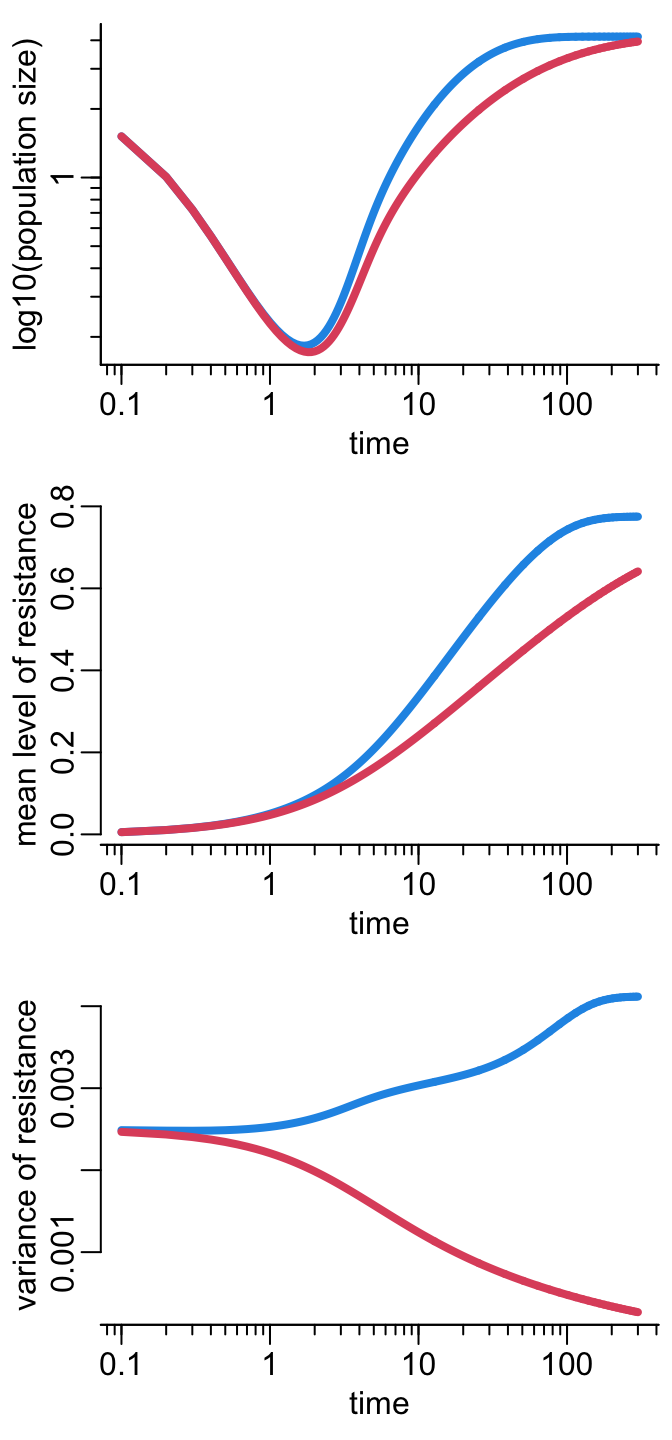 log10(population size)
1
0.1 1 10 100
time
mean level of resistance
0.0 0.2 0.4 0.6 0.8
0.1 1 10 100
time
variance of resistance
0.001 0.003
0.1 1 10 100
time